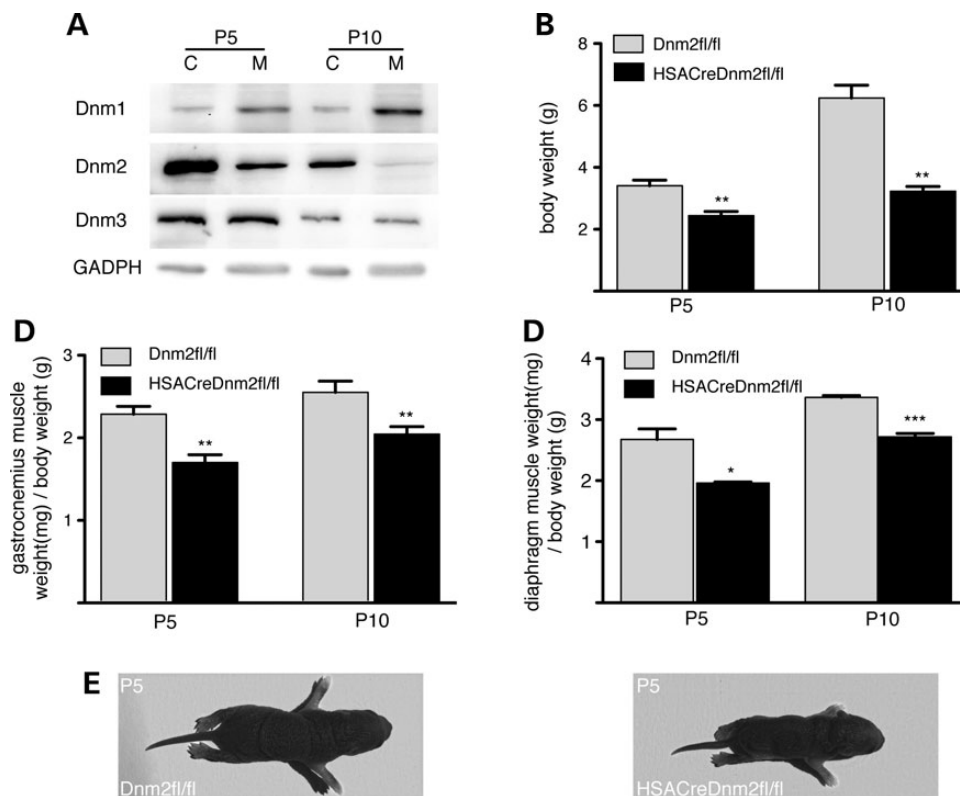 A
P5 P10
C M C M
Dnm1
Dnm2
Dnm3
GADPH
B
Dnm2fl/fl
HSACreDnm2fl/fl
body weight (g)
8
6
4
2
**
**
P5 P10
D
Dnm2fl/fl
HSACreDnm2fl/fl
gastrocnemius muscle
weight(mg) / body weight (g)
3
2
1
**
**
P5 P10
D
Dnm2fl/fl
HSACreDnm2fl/fl
diaphragm muscle weight(mg)
/ body weight (g)
4
3
2
1
*
***
P5 P10
E
P5
Dnm2fl/fl
P5
HSACreDnm2fl/fl